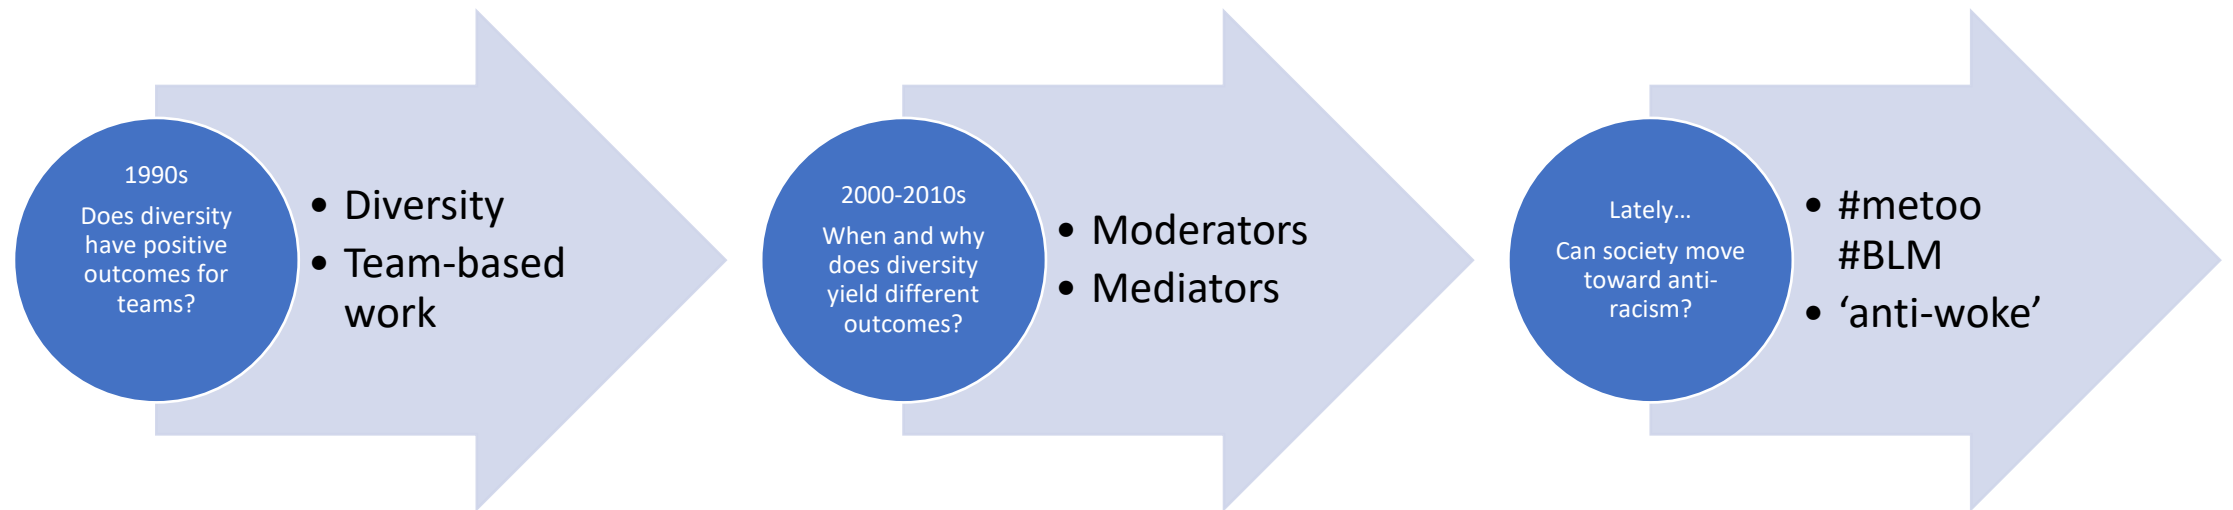 1990s
Does diversity
have positive
outcomes for
teams?
• Diversity
• Team-based
work
2000-2010s
When and why
does diversity
yield different
outcomes?
• Moderators
• Mediators
Lately...
Can society move
toward anti-
racism?
• #metoo
#BLM
• ‘anti-woke’